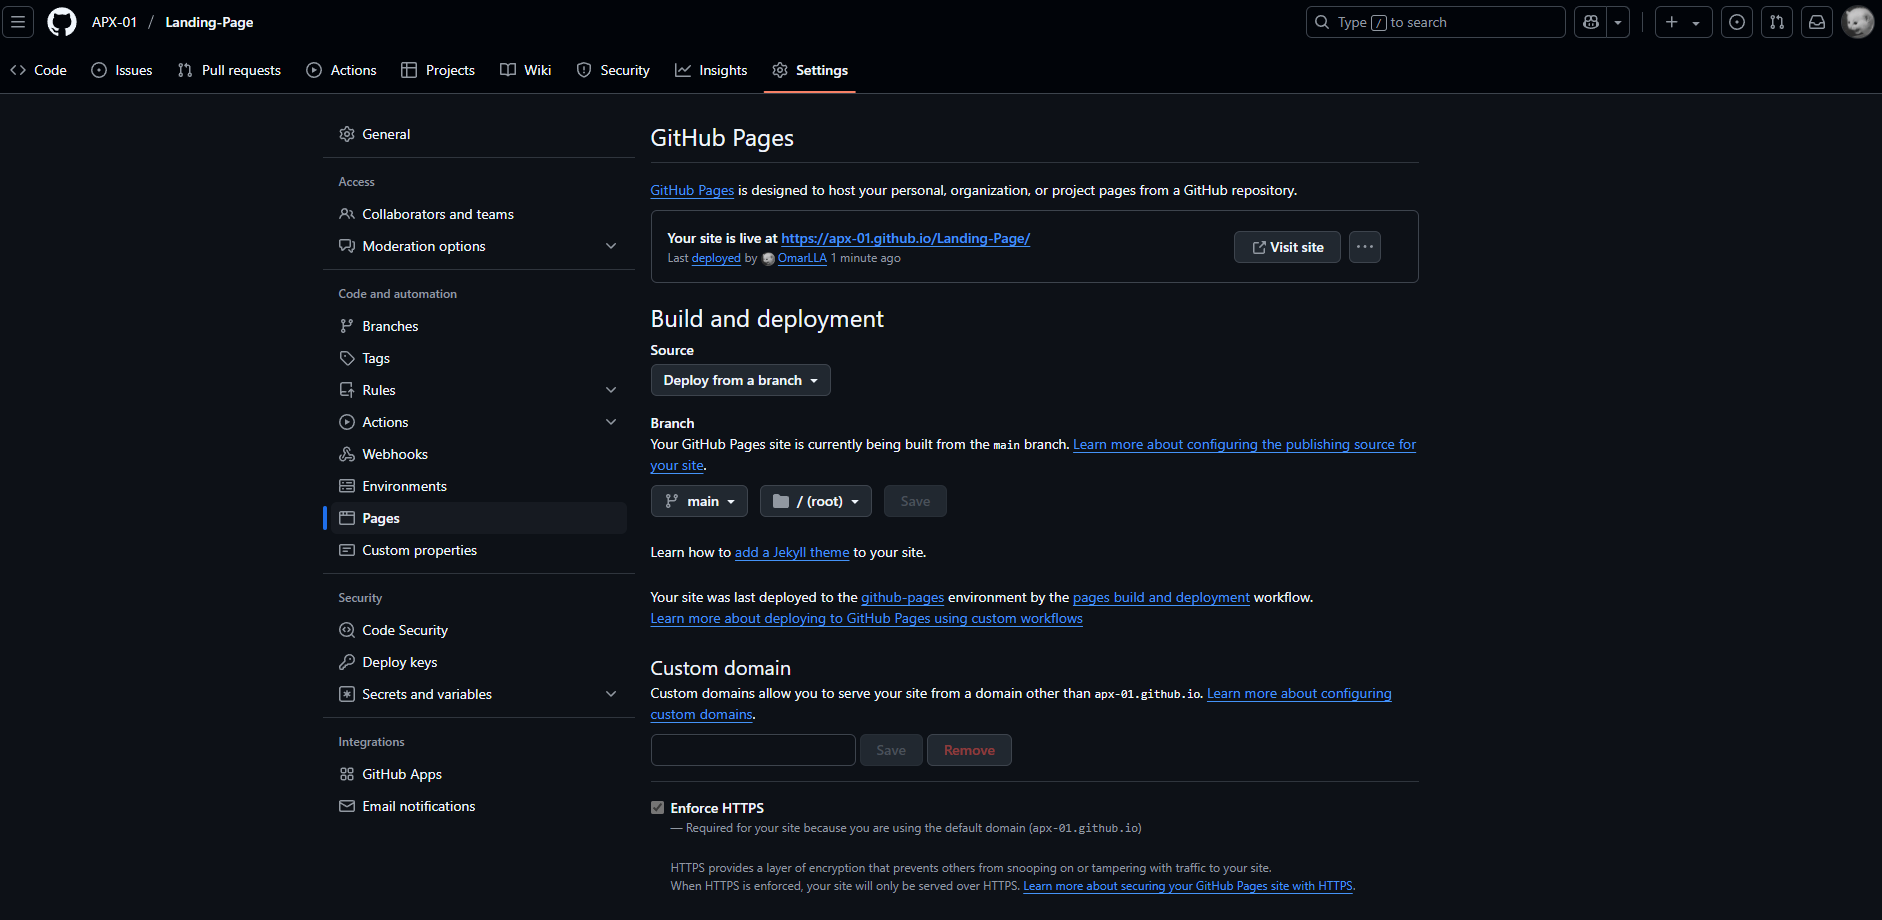 APX-01 / Landing-Page
Type / to search
Code
Issues
Pull requests
Actions
Projects
Wiki
Security
Insights
Settings
General
Access
Collaborators and teams
Moderation options
Code and automation
Branches
Tags
Rules
Actions
Webhooks
Environments
Pages
Custom properties
Security
Code Security
Deploy keys
Secrets and variables
Integrations
GitHub Apps
Email notifications
GitHub Pages
GitHub Pages is designed to host your personal, organization, or project pages from a GitHub repository.
Your site is live at https://apx-01.github.io/Landing-Page/
Last deployed by OmarLLA 1 minute ago
Visit site
Build and deployment
Source
Deploy from a branch
Branch
Your GitHub Pages site is currently being built from the main branch. Learn more about configuring the publishing source for
your site.
main
/ (root)
Save
Learn how to add a Jekyll theme to your site.
Your site was last deployed to the github-pages environment by the pages build and deployment workflow.
Learn more about deploying to GitHub Pages using custom workflows
Custom domain
Custom domains allow you to serve your site from a domain other than apx-01.github.io. Learn more about configuring
custom domains.
Save
Remove
Enforce HTTPS
— Required for your site because you are using the default domain (apx-01.github.io)
HTTPS provides a layer of encryption that prevents others from snooping on or tampering with traffic to your site.
When HTTPS is enforced, your site will only be served over HTTPS. Learn more about securing your GitHub Pages site with HTTPS.